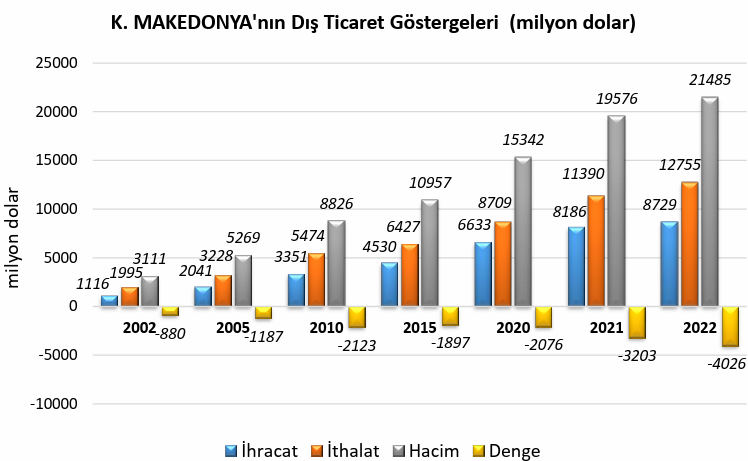 K. MAKEDONYA'nın Dış Ticaret Göstergeleri (milyon dolar)
milyon dolar
25000
20000
15000
10000
5000
0
-5000
-10000
1116 1995 3111 -880
2041 3228 5269 -1187
3351 5474 8826 -2123
4530 6427 10957 -1897
6633 8709 15342 -2076
8186 11390 19576 -3203
8729 12755 21485 -4026
2002 2005 2010 2015 2020 2021 2022
İhracat İthalat Hacim Denge